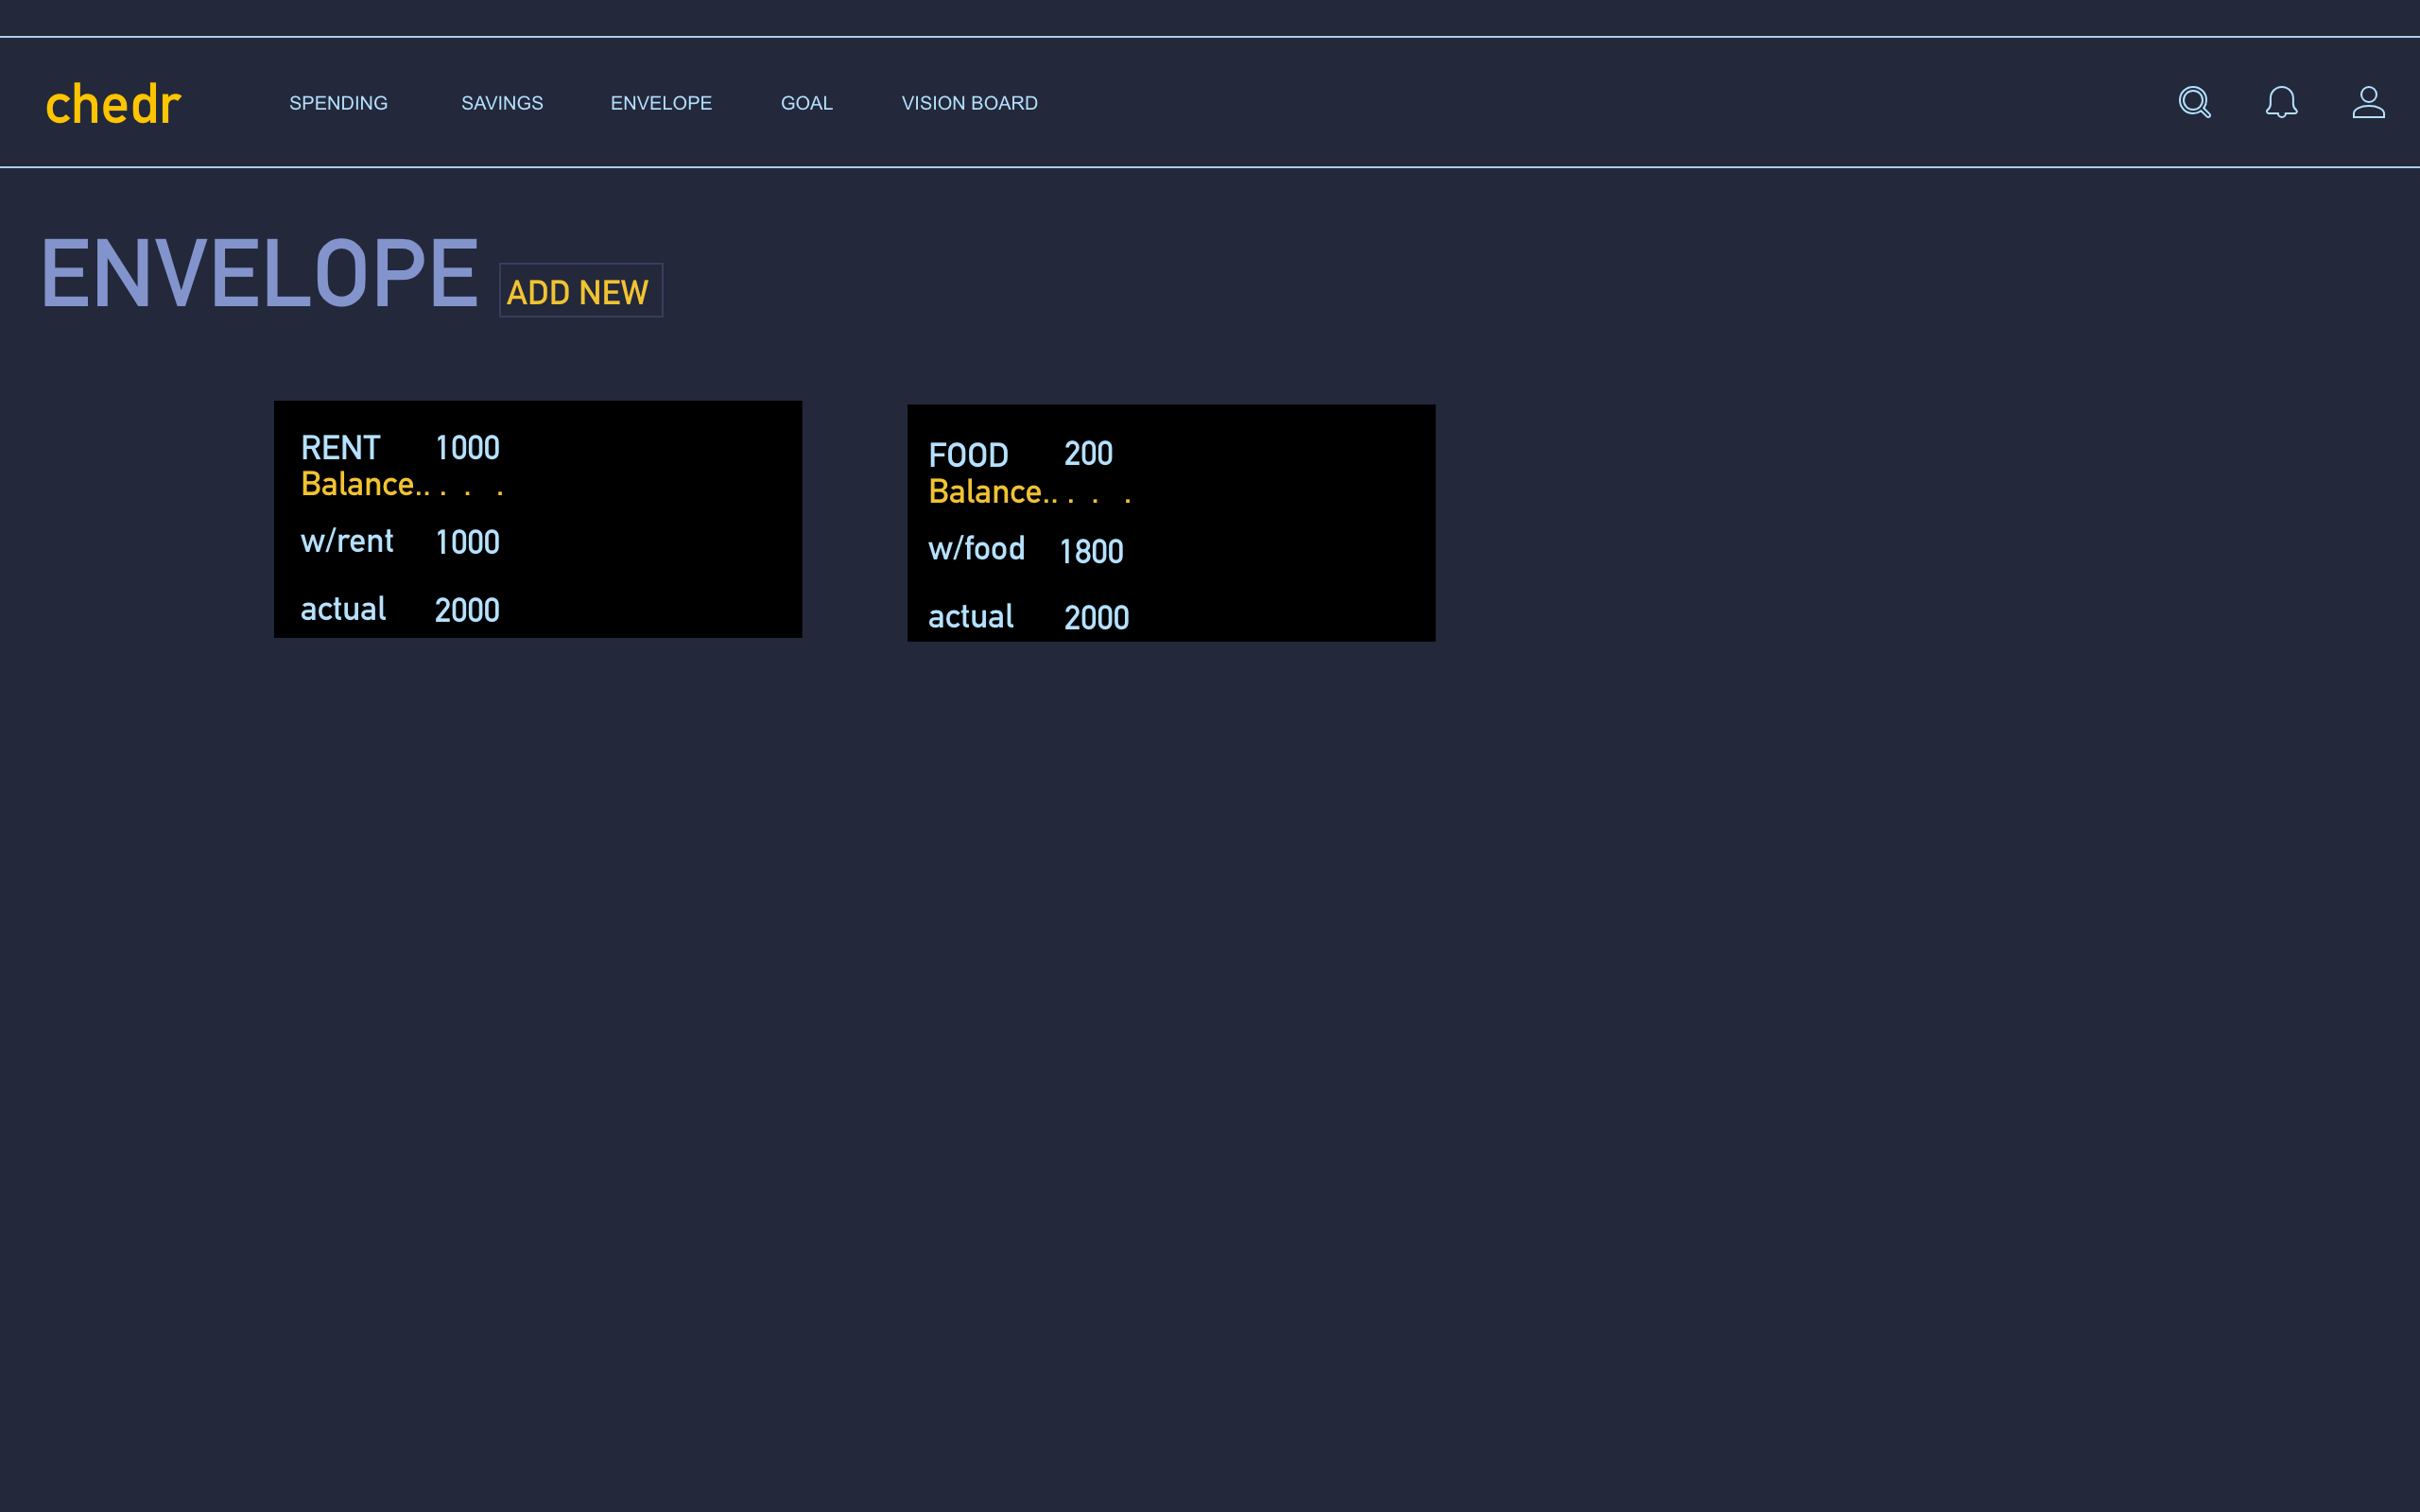 chedr SPENDING SAVINGS ENVELOPE GOAL VISION BOARD
ENVELOPE ADD NEW
RENT 1000
Balance.. . . .
w/rent 1000
actual 2000
FOOD 200
Balance.. . . .
w/food 1800
actual 2000